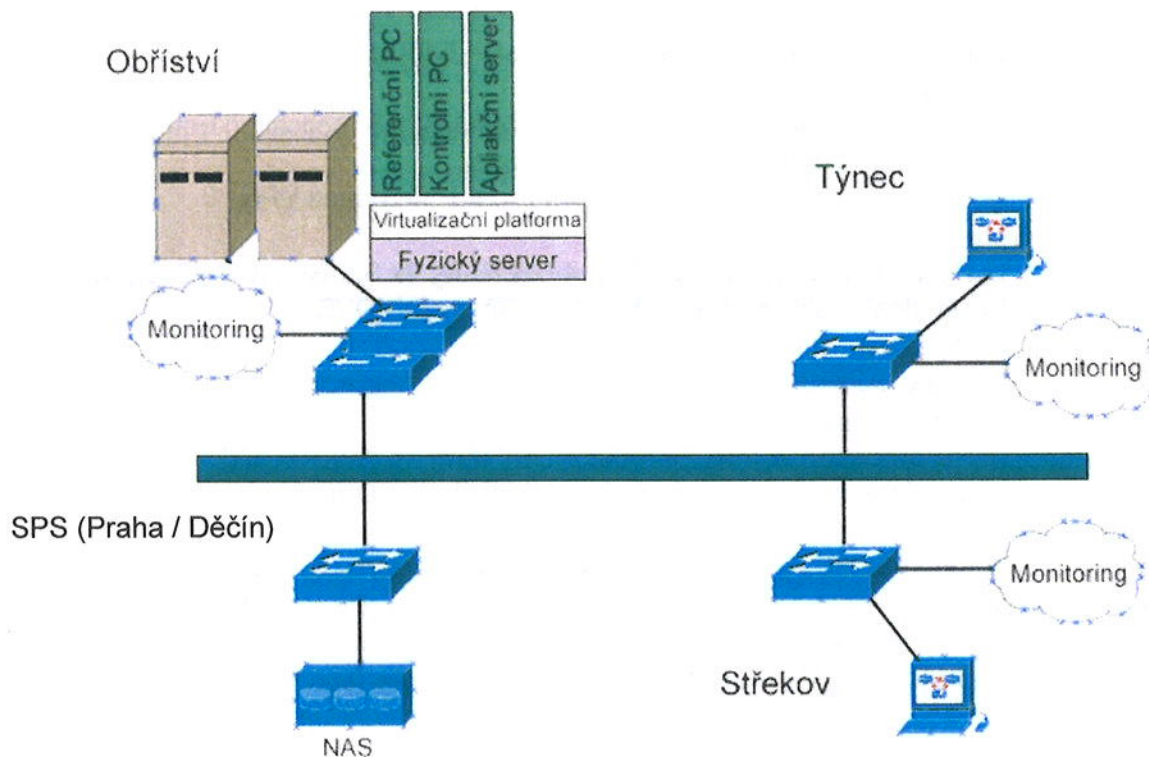 Obříství
Referenční PC
Kontrolní PC
Apliakční server
Virtualizační platforma
Fyzický server
Monitoring
Týnec
Monitoring
SPS (Praha / Děčín)
NAS
Monitoring
Střekov